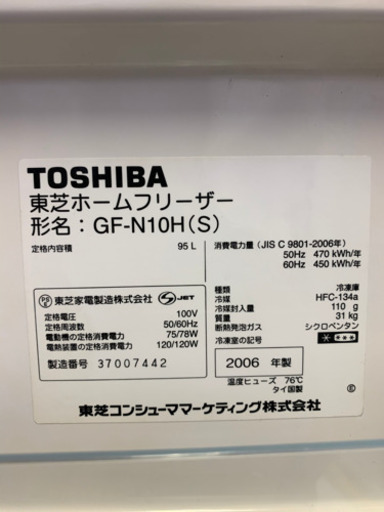 TOSHIBA
東芝ホームフリーザー
形名：GF-N10H(S)
定格内容積 95 L
消費電力量 (JIS C 9801-2006年)
50Hz 470 kWh/年
60Hz 450 kWh/年
PS E 東芝家電製造株式会社 S-JET
定格電圧 100V
定格周波数 50/60Hz
電動機の定格消費電力 75/78W
電熱装置の定格消費電力 120/120W
製造番号 37007442
種類 冷凍庫
冷媒 HFC-134a
冷媒封入量 110 g
質量 31 kg
断熱発泡ガス シクロペンタン
冷凍室の記号
2006 年製
温度ヒューズ 76℃
タイ国製
東芝コンシューママーケティング株式会社